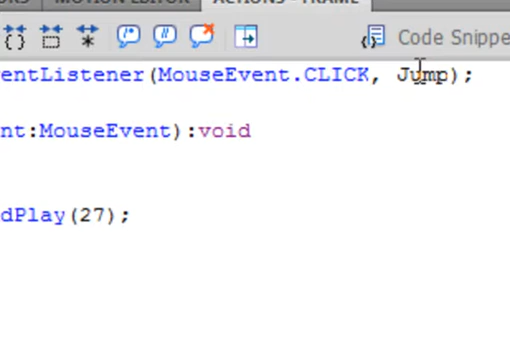 MOTION EDITOR ACTIONS - FRAME
Code Snippe
entListener(MouseEvent.CLICK, Jump);
nt:MouseEvent):void
dPlay(27);